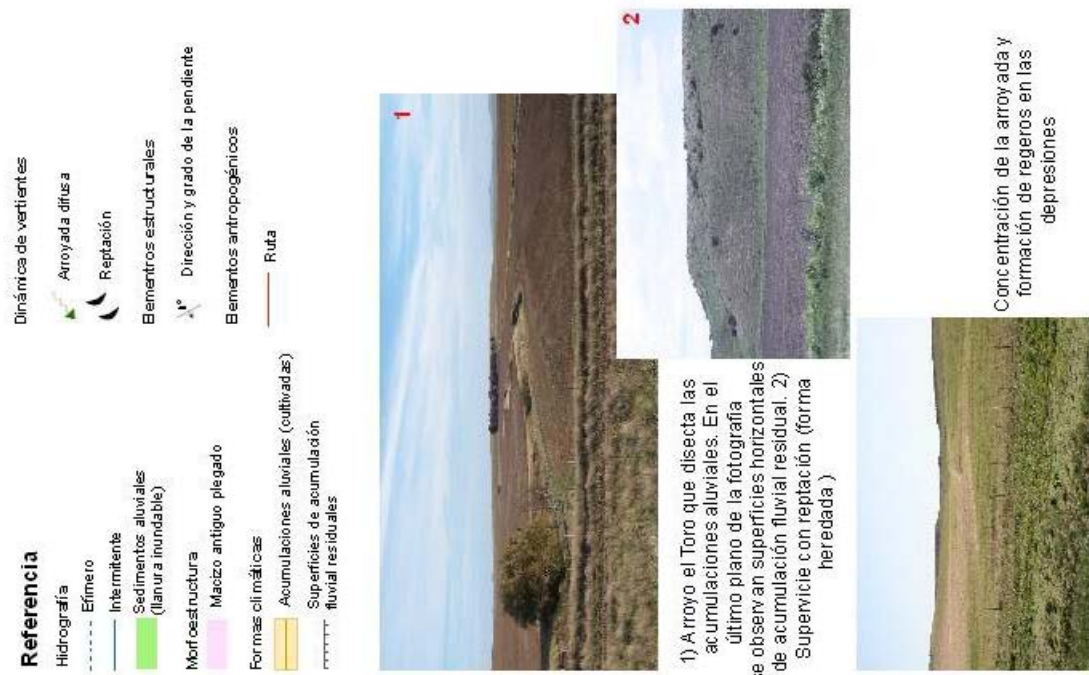 Referencia
Hidrografía
Efímero
Intermitente
Sedimentos aluviales
(llanura inundable)
Morfoestructura
Macizo antiguo plegado
Formas climáticas
Acumulaciones aluviales (cultivadas)
Superficies de acumulación
fluvial residuales
Dinámica de vertientes
Arroyada difusa
Reptación
Bementros estructurales
Dirección y grado de la pendiente
Bementos antropogénicos
Ruta
1
2
1) Arroyo el Toro que disecta las
acumulaciones aluviales. En el
último plano de la fotografía
se observan superficies horizontales
de acumulación fluvial residual. 2)
Supervicie con reptación (forma
heredada )
Concentración de la arroyada y
formación de regeros en las
depresiones